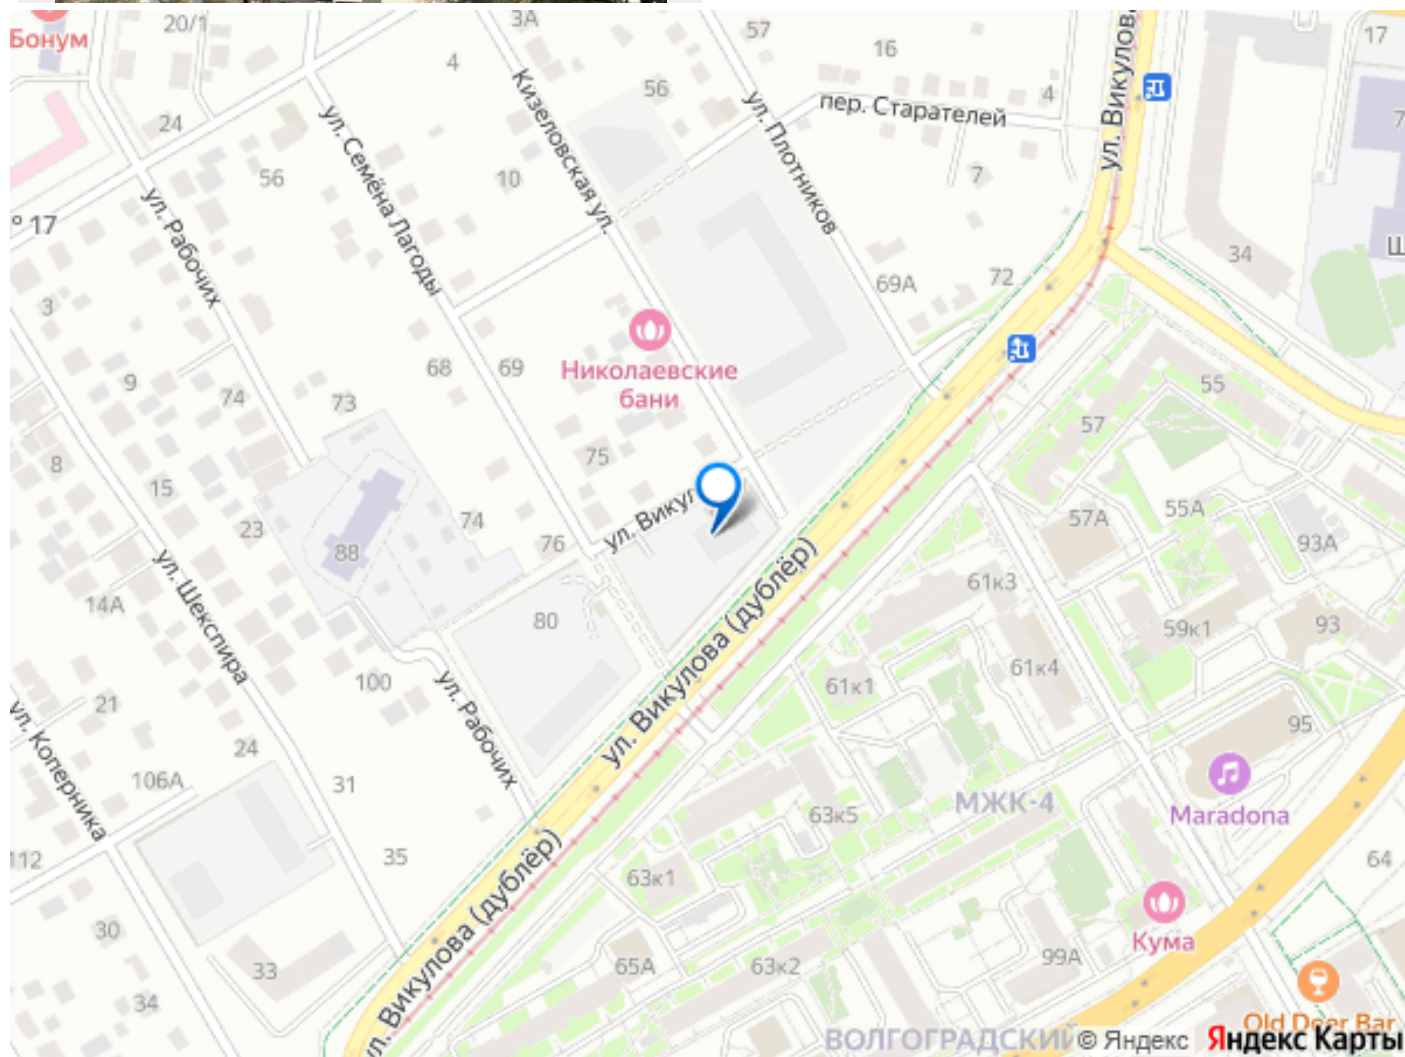 Бонум
20/1
3А
57
16
17
4
56
4
пер. Старателей
ул. Плотников
Кизеловская ул.
ул. Семёна Лагоды
ул. Рабочих
24
56
10
7
7
ул. Викулова
° 17
34
69А
72
3
Николаевские
бани
68
69
9
74
73
55
57
8
15
75
23
88
74
76
ул. Викул
57А
55А
93А
14А
ул. Шекспира
80
61к3
59к1
93
ул. Викулова (дублёр)
61к4
61к1
100
ул. Рабочих
21
24
95
ул. Коперника
106А
31
63к5
МЖК-4
Maradona
112
35
64
63к1
30
33
34
65А
63к2
99А
Кума
ул. Викулова (дублёр)
ВОЛГОГРАДСКИЙ
Old Deer Bar
© Яндекс Яндекс Карты